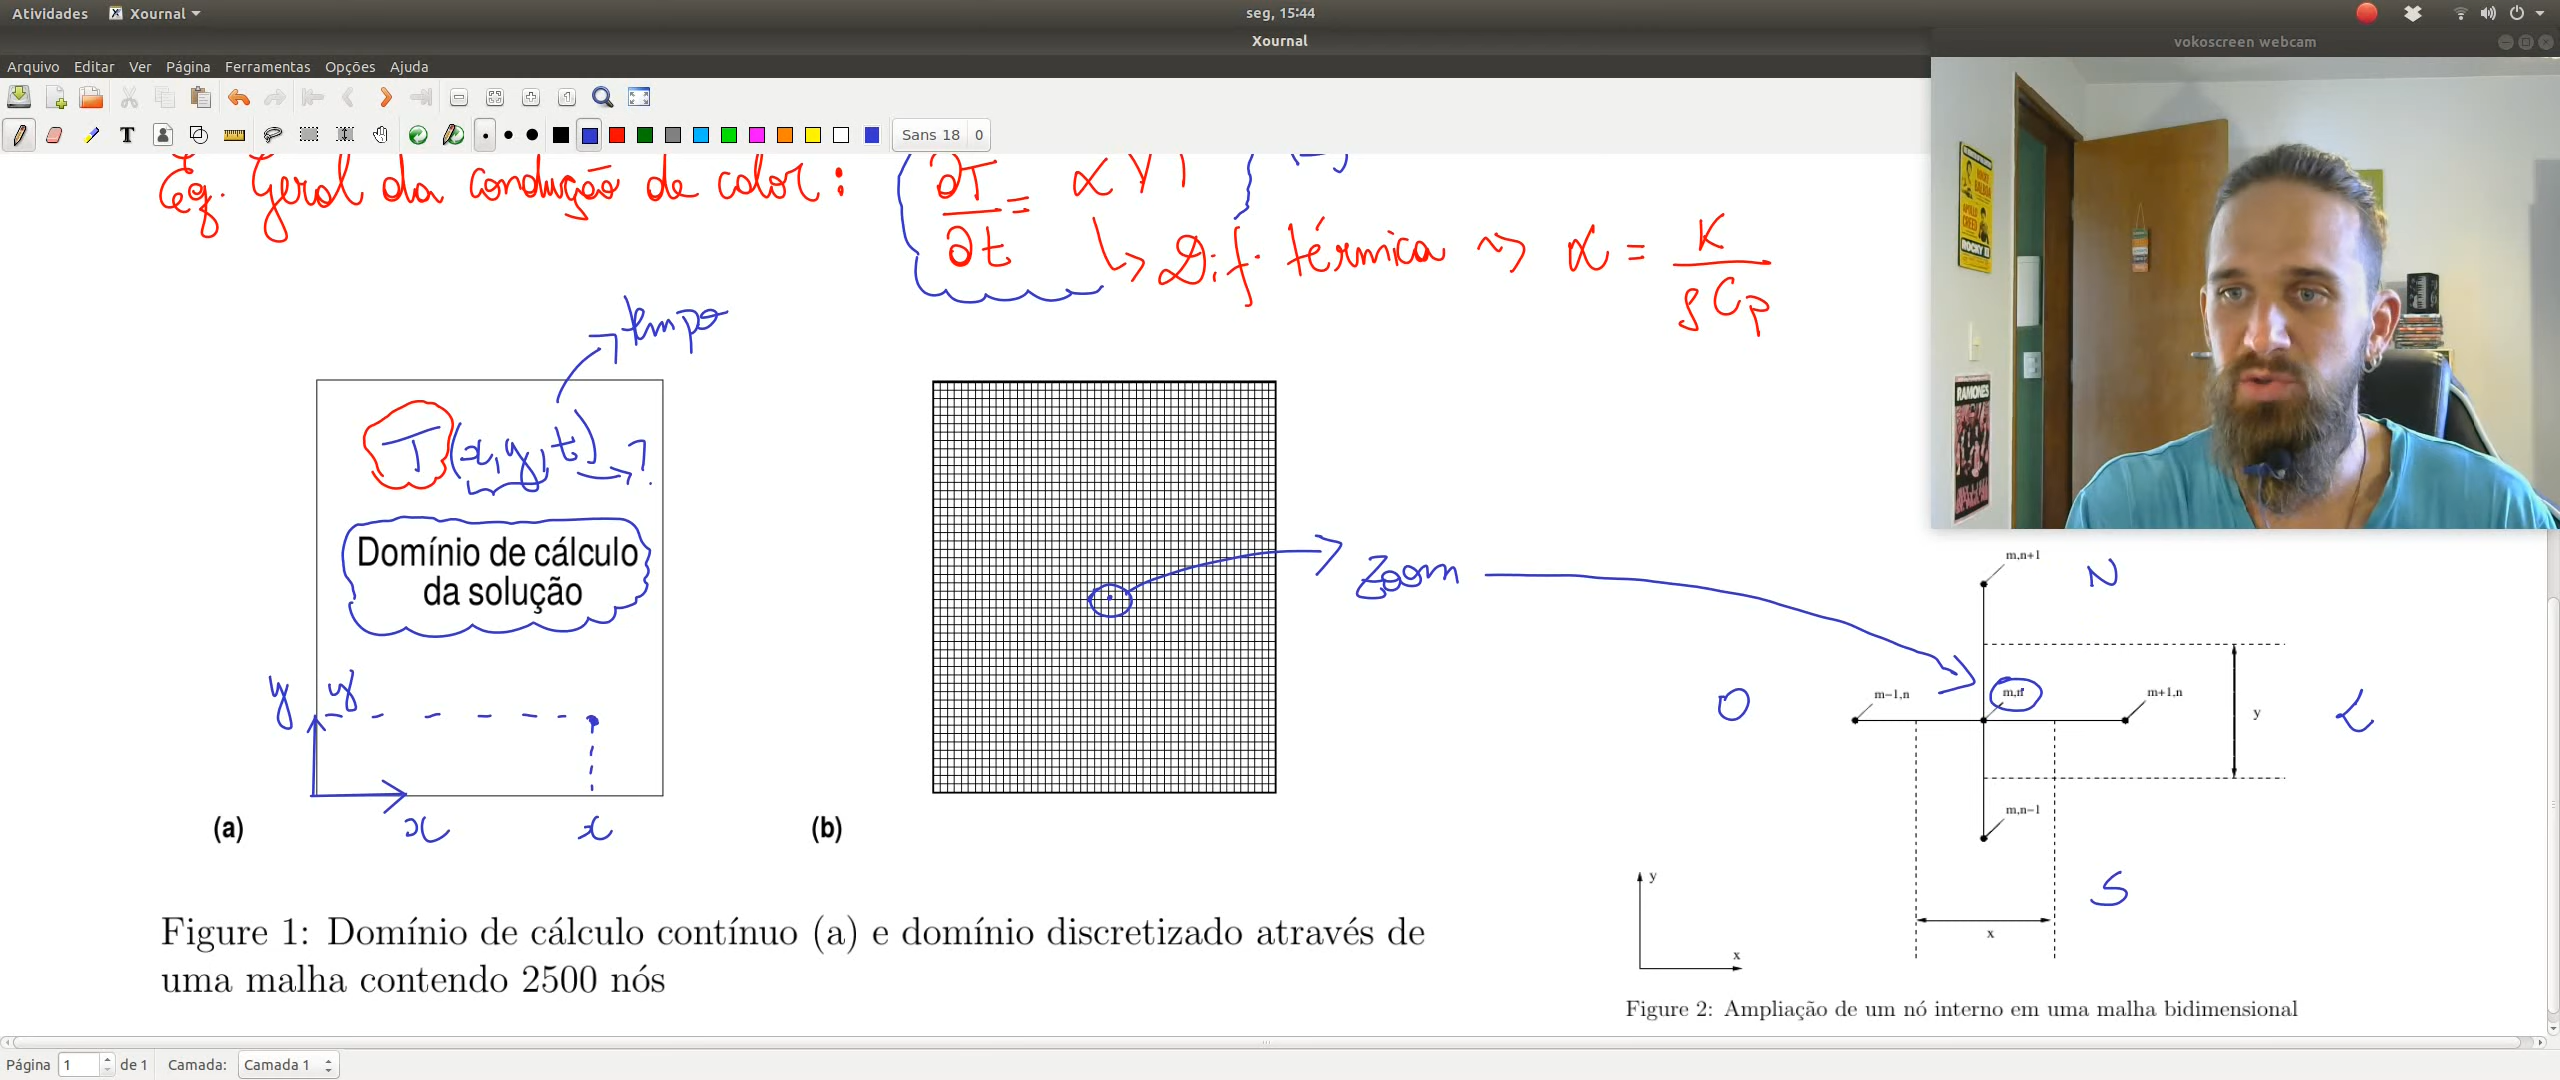 Atividades Xournal seg, 15:44
Xournal
vokoscreen webcam
Arquivo Editar Ver Página Ferramentas Opções Ajuda
T Sans 18 0
Eq. Geral da condução de calor: ∂T/∂t = α∇T
↳ Dif. térmica ⇝ α = K/ρCp
tempo
T(x,y,t) → ?
Domínio de cálculo
da solução
y y
x x
(a) (b)
Zoom
m,n+1 N
O m−1,n m,n m+1,n L
y
m,n−1
S
y
x
x
Figure 1: Domínio de cálculo contínuo (a) e domínio discretizado através de
uma malha contendo 2500 nós
Figure 2: Ampliação de um nó interno em uma malha bidimensional
ROCKY II
RAMONES
Página 1 de 1 Camada: Camada 1